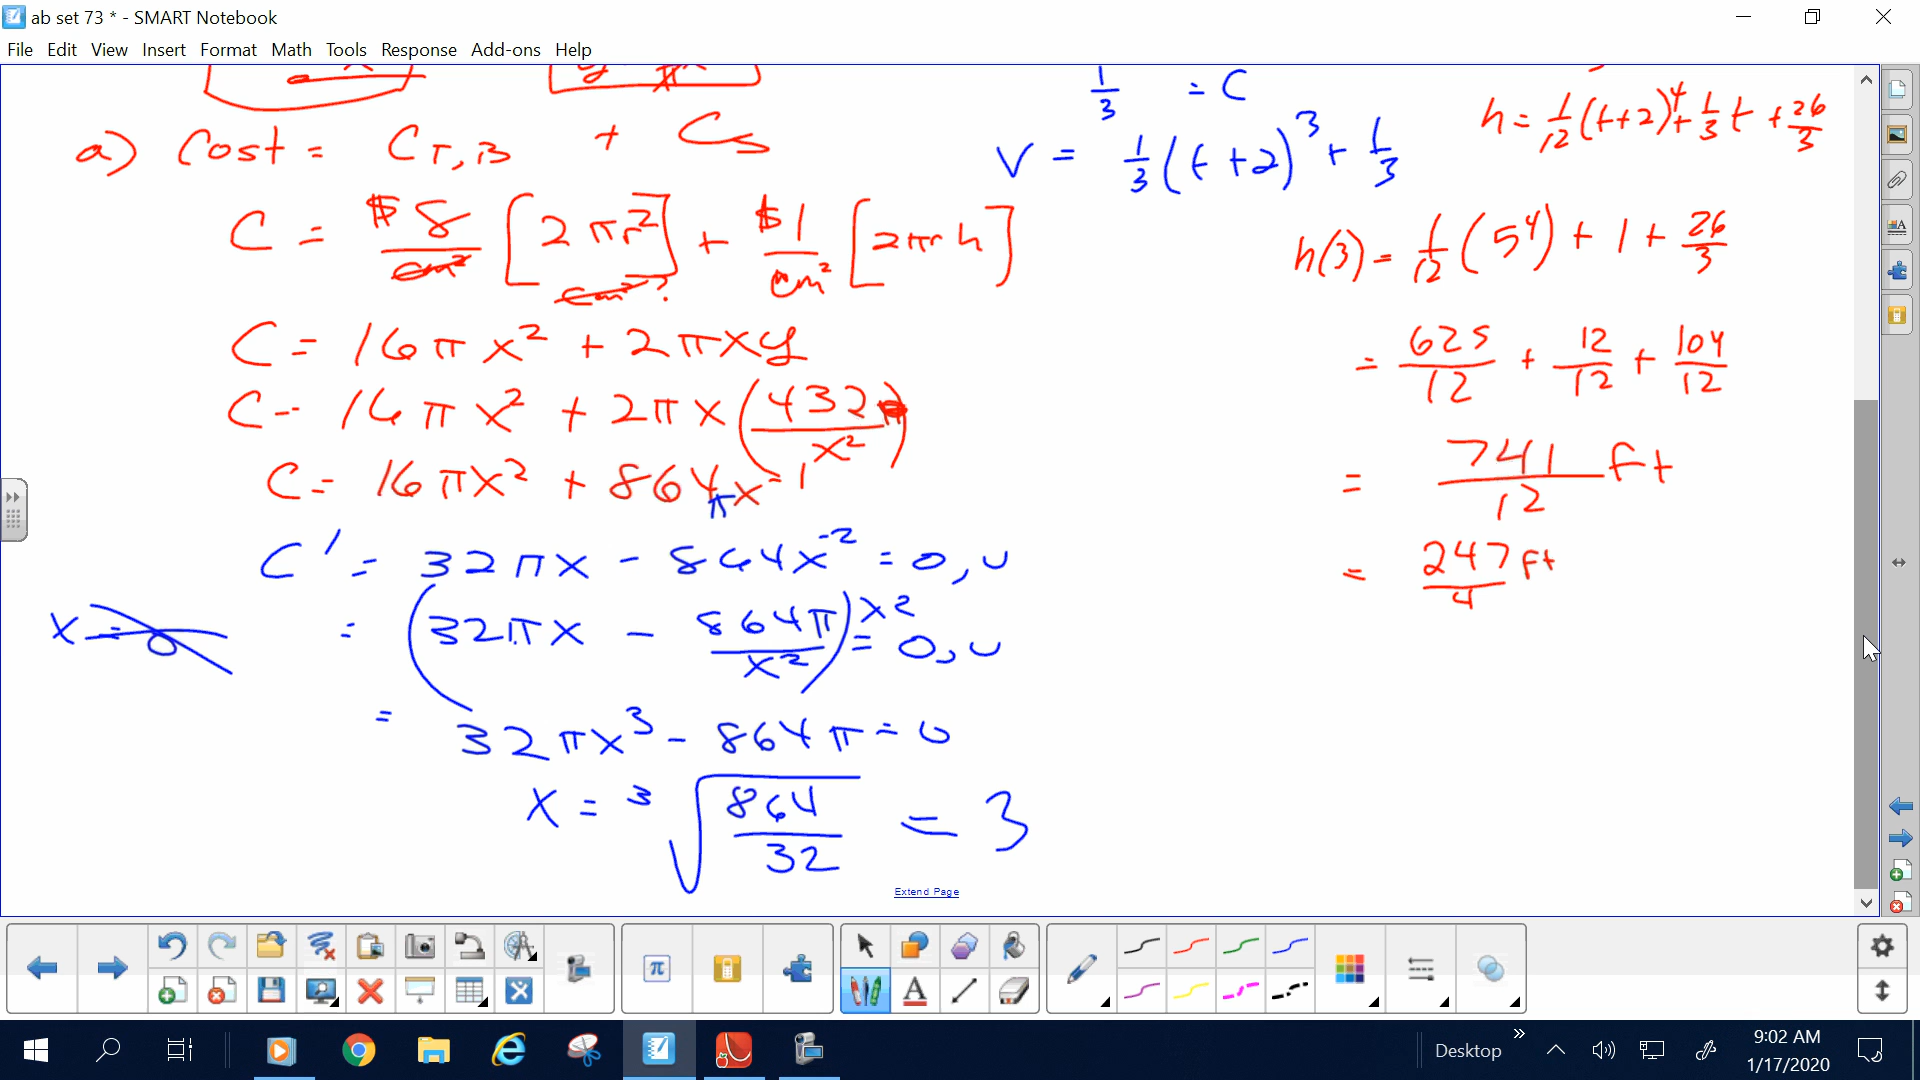 ab set 73 * - SMART Notebook
File Edit View Insert Format Math Tools Response Add-ons Help
a) Cost = C_T,B + C_S
C = $8/cm² [2πr²] cm²? + $1/cm² [2πrh]
C = 16πx² + 2πxy
C = 16πx² + 2πx (432/x²)
C = 16πx² + 864πx⁻¹
C' = 32πx - 864x⁻² = 0, U
x = 0
= (32πx - 864π/x²)x² = 0, U
= 32πx³ - 864π = 0
x = ³√(864/32) = 3
1/3 = C
V = 1/3(t+2)³ + 1/3
h = 1/12(t+2)⁴ + 1/3 t + 26/3
h(3) = 1/12(5⁴) + 1 + 26/3
= 625/12 + 12/12 + 104/12
= 741/12 ft
= 247/4 ft
Extend Page
Desktop
9:02 AM
1/17/2020